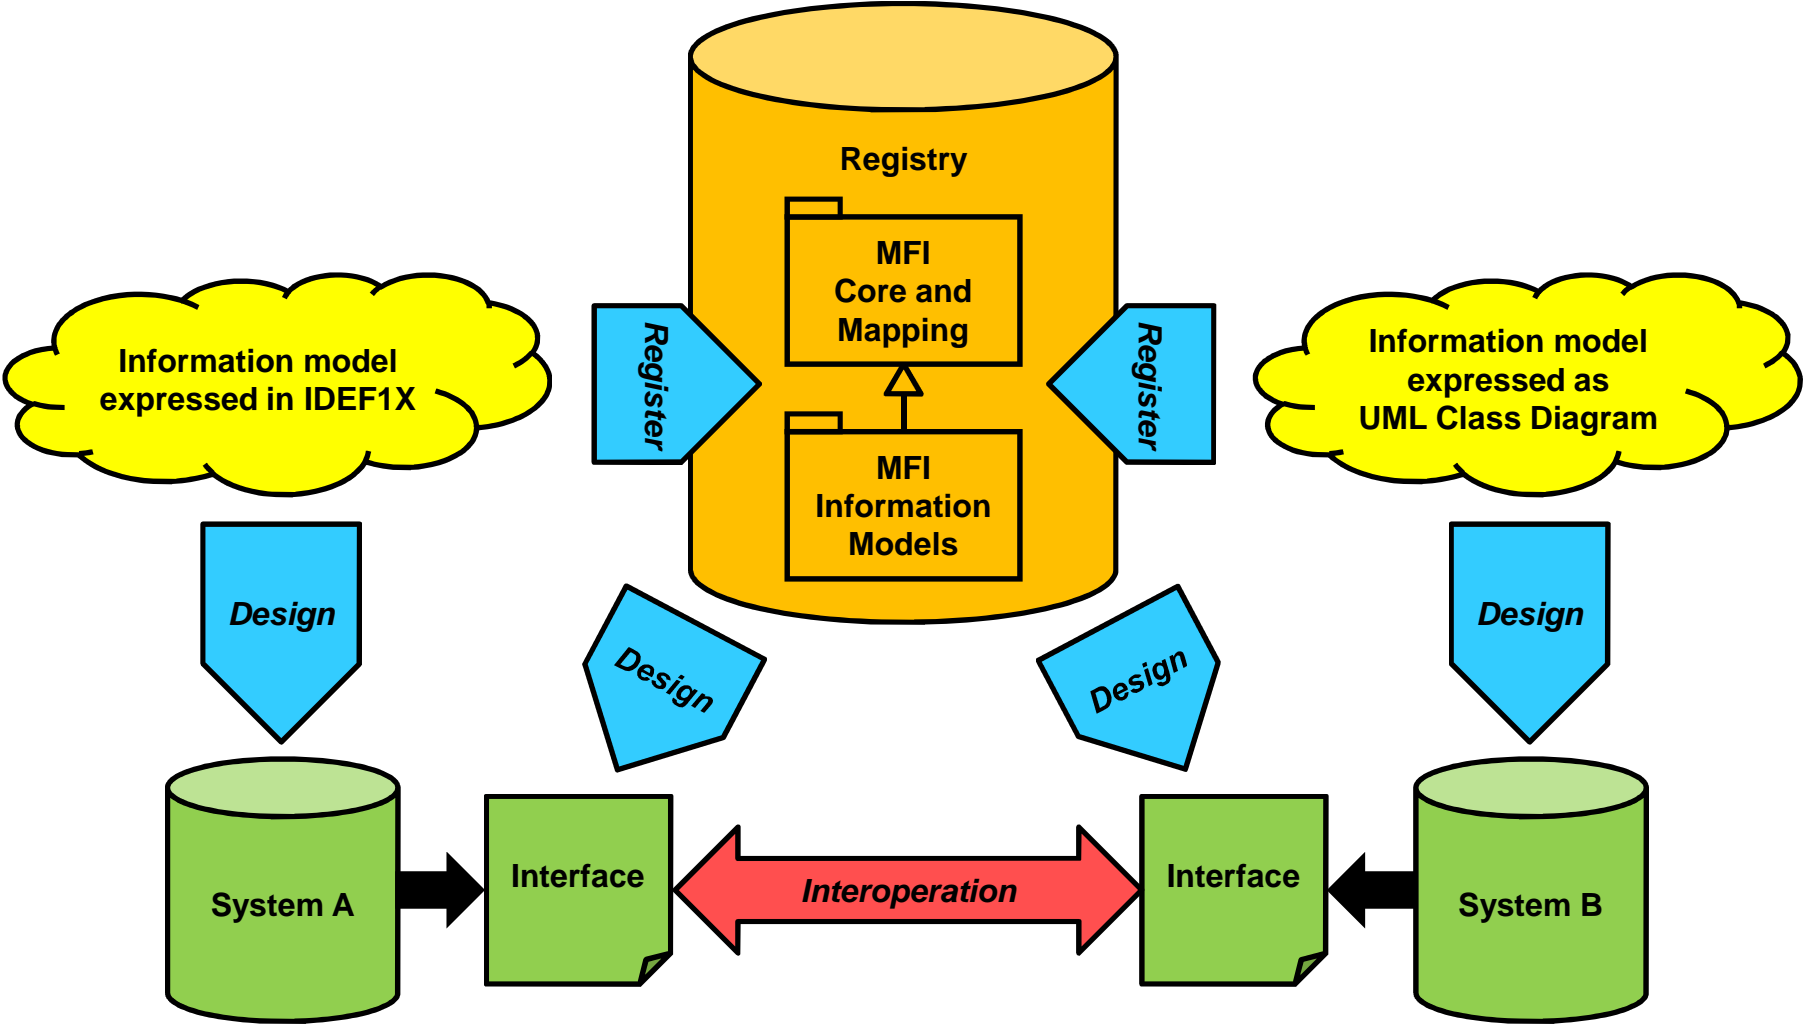 Registry
MFI
Core and
Mapping
MFI
Information
Models
Register
Register
Information model
expressed in IDEF1X
Information model
expressed as
UML Class Diagram
Design
Design
Design
Design
System A
Interface
Interoperation
Interface
System B